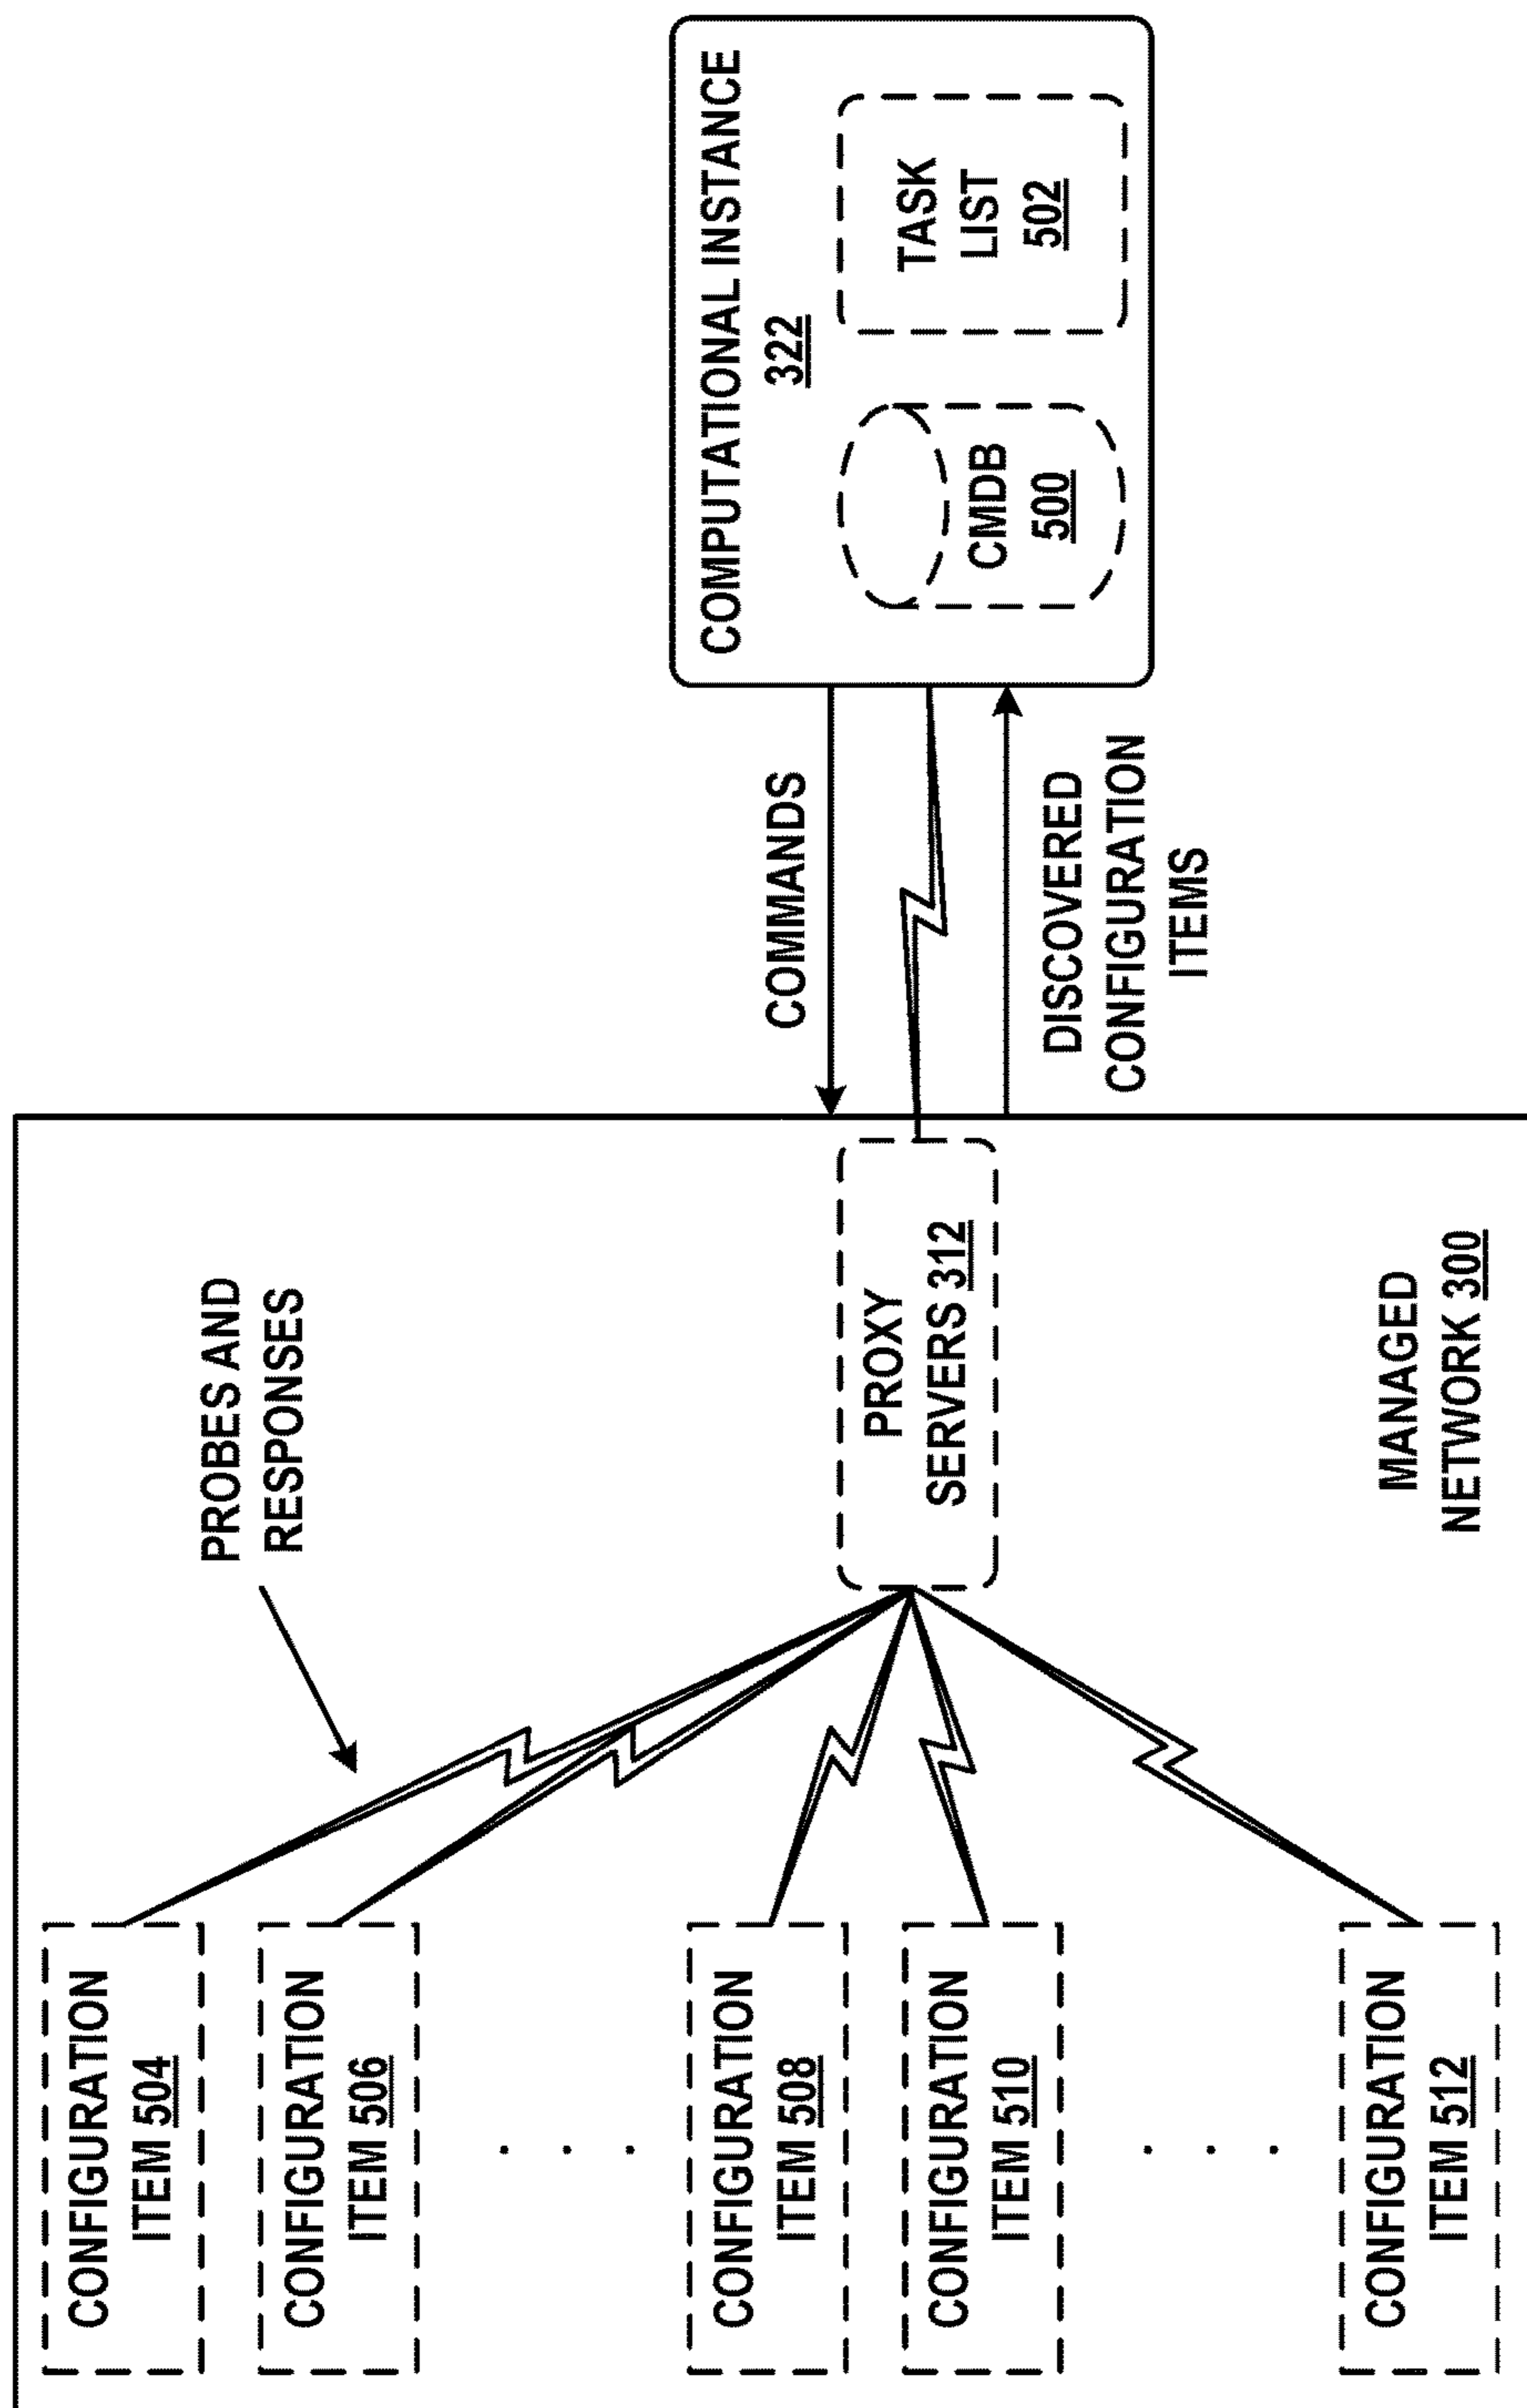 COMPUTATIONAL INSTANCE
322
CMDB
500
TASK
LIST
502
COMMANDS
DISCOVERED
CONFIGURATION
ITEMS
PROBES AND
RESPONSES
PROXY
SERVERS 312
MANAGED
NETWORK 300
CONFIGURATION
ITEM 504
CONFIGURATION
ITEM 506
. . .
CONFIGURATION
ITEM 508
CONFIGURATION
ITEM 510
. . .
CONFIGURATION
ITEM 512